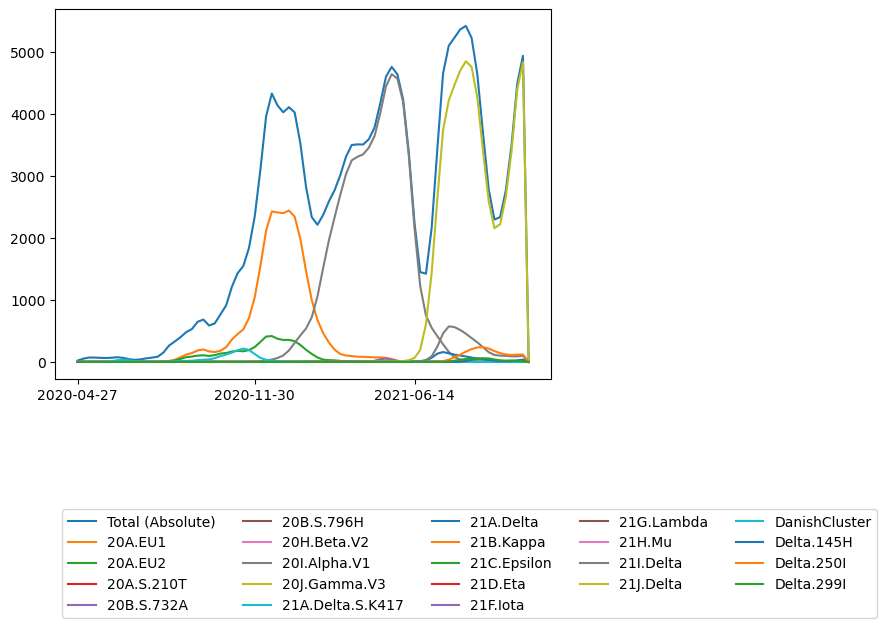 5000
4000
3000
2000
1000
0
2020-04-27 2020-11-30 2021-06-14
Total (Absolute) 20B.S.796H 21A.Delta 21G.Lambda DanishCluster
20A.EU1 20H.Beta.V2 21B.Kappa 21H.Mu Delta.145H
20A.EU2 20I.Alpha.V1 21C.Epsilon 21I.Delta Delta.250I
20A.S.210T 20J.Gamma.V3 21D.Eta 21J.Delta Delta.299I
20B.S.732A 21A.Delta.S.K417 21F.Iota